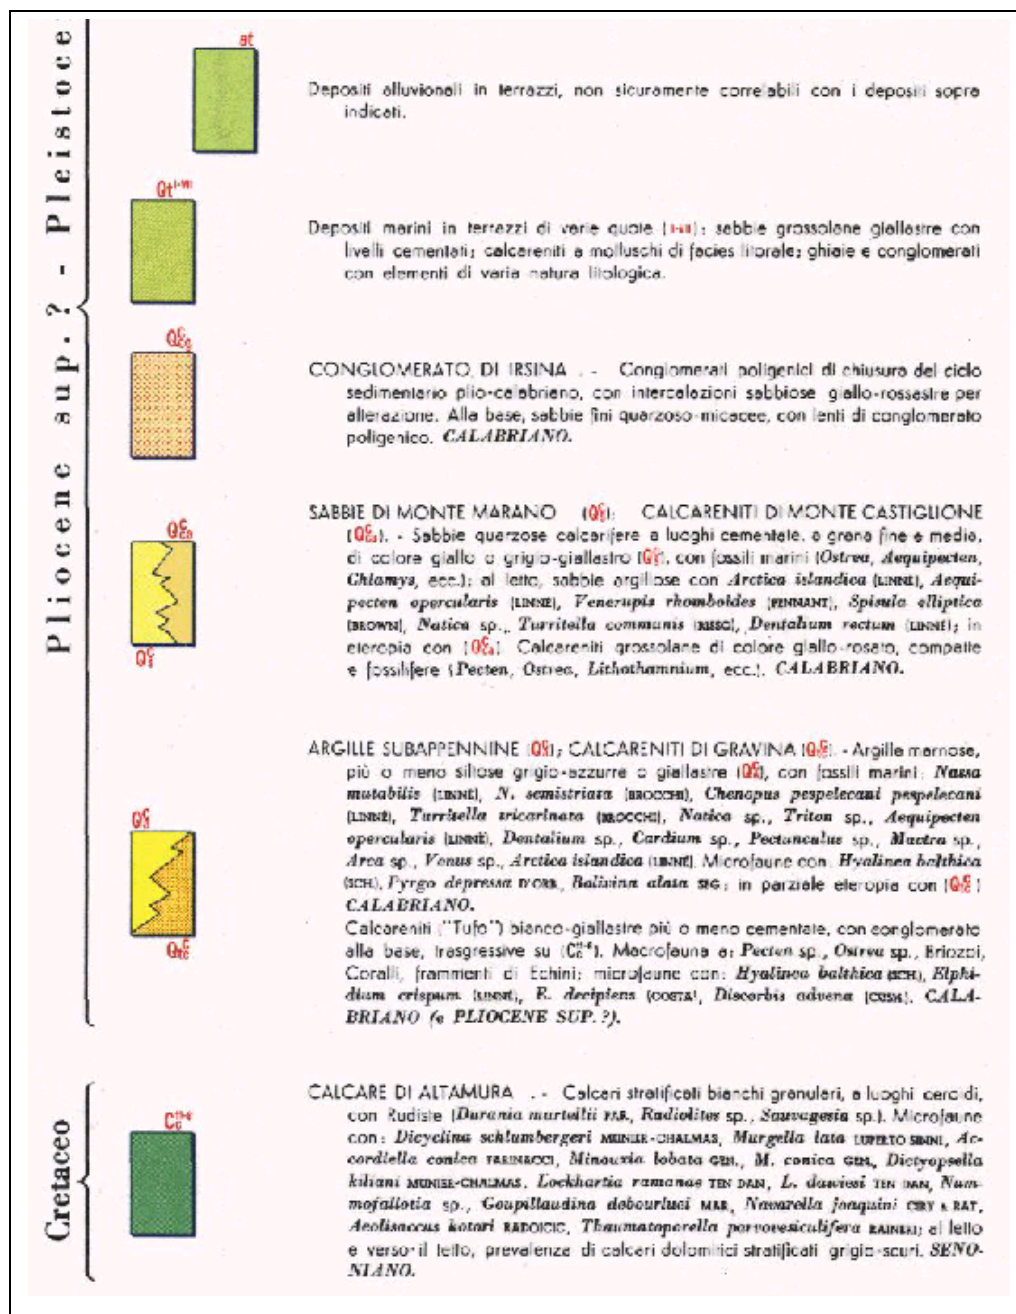 Pliocene sup. ? - Pleistoce
at
Depositi alluvionali in terrazzi, non sicuramente correlabili con i depositi sopra
indicati.
Depositi marini in terrazzi di varie quote (I-VII): sabbie grossolane giallastre con
livelli cementati; calcareniti a molluschi di facies litorale; ghiaie e conglomerati
con elementi di varia natura litologica.
CONGLOMERATO DI IRSINA . - Conglomerati poligenici di chiusura del ciclo
sedimentario plio-calabriano, con intercalazioni sabbiose giallo-rossastre per
alterazione. Alla base, sabbie fini quarzoso-micacee, con lenti di conglomerato
poligenico. CALABRIANO.
SABBIE DI MONTE MARANO CALCARENITI DI MONTE CASTIGLIONE
- Sabbie quarzose calcarifere a luoghi cementate, a grana fine e media,
di colore giallo o grigio-giallastro con fossili marini (Ostrea, Aequipecten,
Chlamys, ecc.); al letto, sabbie argillose con Arctica islandica (LINNÉ), Aequi-
pecten opercularis (LINNÉ), Venerupis rhomboides (PENNANT), Spisula elliptica
(BROWN), Natica sp., Turritella communis (RISSO), Dentalium rectum (LINNÉ); in
eteropia con Calcareniti grossolane di colore giallo-rosato, compatte
e fossilifere (Pecten, Ostrea, Lithothamnium, ecc.). CALABRIANO.
ARGILLE SUBAPPENNINE CALCARENITI DI GRAVINA - Argille marnose,
più o meno siltose grigio-azzurre o giallastre con fossili marini: Nassa
mutabilis (LINNÉ), N. semistriata (BROCCHI), Chenopus pespelecani pespelecani
(LINNÉ), Turritella tricarinata (BROCCHI), Natica sp., Triton sp., Aequipecten
opercularis (LINNÉ), Dentalium sp., Cardium sp., Pectunculus sp., Mactra sp.,
Arca sp., Venus sp., Arctica islandica (LINNÉ). Microfaune con: Hyalinea balthica
(SCH.), Pyrgo depressa D'ORB., Bolivina alata SEG.; in parziale eteropia con
CALABRIANO.
Calcareniti ("Tufo") bianco-giallastre più o meno cementate, con conglomerato
alla base, trasgressive su Macrofauna a: Pecten sp., Ostrea sp., Briozoi,
Coralli, frammenti di Echini; microfaune con: Hyalinea balthica (SCH.), Elphi-
dium crispum (LINNÉ), E. decipiens (COSTA), Discorbis advena (CUSH.). CALA-
BRIANO (e PLIOCENE SUP. ?).
Cretaceo
CALCARE DI ALTAMURA . - Calcari stratificati bianchi granulari, a luoghi ceroidi,
con Rudiste (Durania martellii PAR., Radiolites sp., Sauvagesia sp.). Microfaune
con: Dicyclina schlumbergeri MUNIER-CHALMAS, Murgella lata LUPERTO SINNI, Ac-
cordiella conica FARINACCI, Minouxia lobata GEN., M. conica GEN., Dictyopsella
kiliani MUNIER-CHALMAS, Lockhartia ramanae TEN DAN, L. dawiesi TEN DAN, Num-
mofallotia sp., Goupillaudina debourluei MAR., Navarella joaquini CIRY & RAT,
Aeolisaccus kotori RADOICIC, Thaumatoporella parvovesiculifera RAINERI; al letto
e verso il tetto, prevalenza di calcari dolomitici stratificati grigio-scuri. SENO-
NIANO.